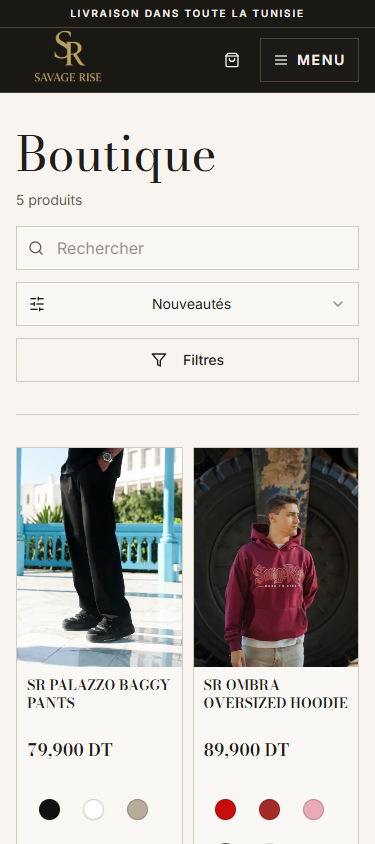 LIVRAISON DANS TOUTE LA TUNISIE
SR
SAVAGE RISE
MENU
Boutique
5 produits
Rechercher
Nouveautés
Filtres
SR PALAZZO BAGGY
PANTS
79,900 DT
SR OMBRA
OVERSIZED HOODIE
89,900 DT